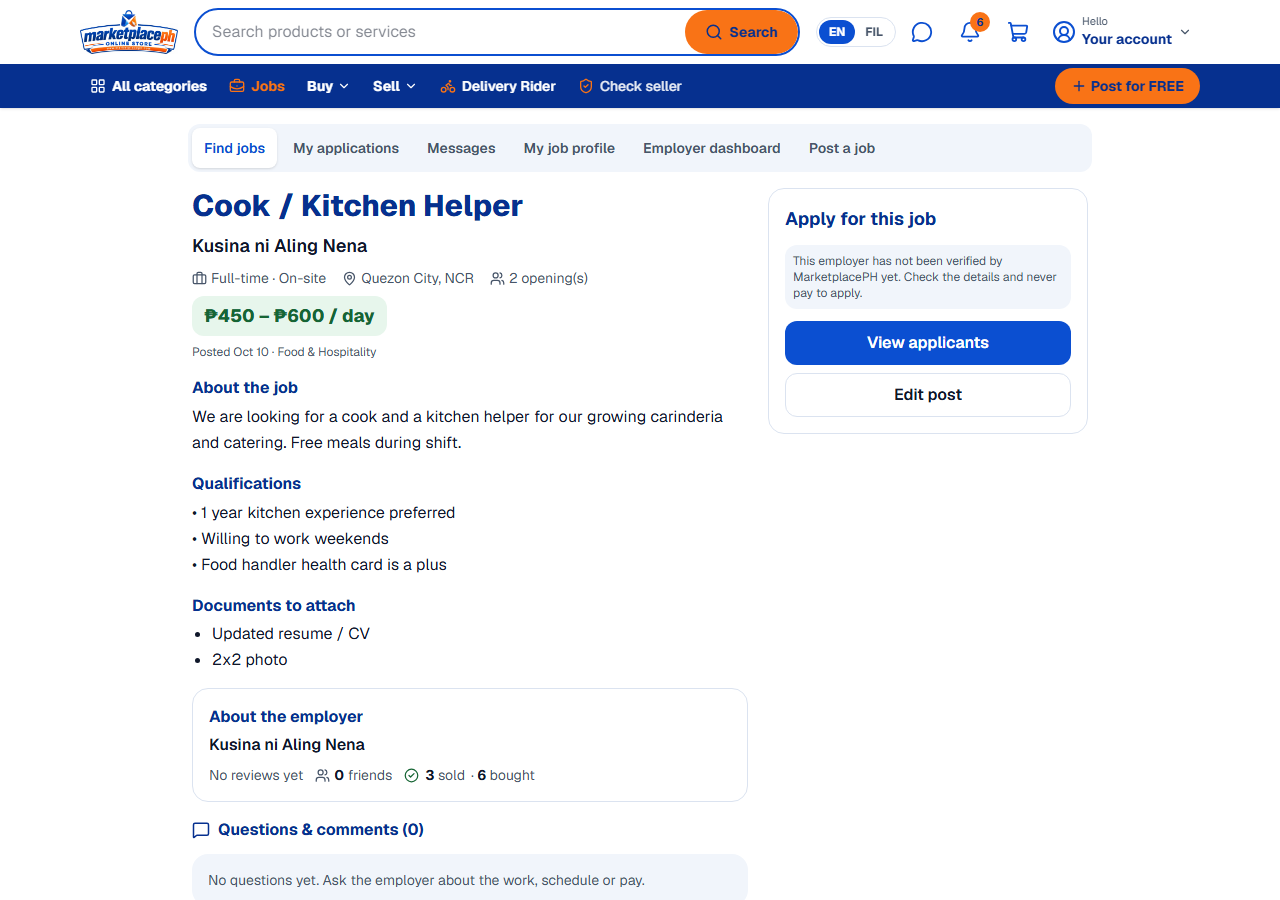 marketplaceph
ONLINE STORE
Search products or services
Search
EN
FIL
6
Hello
Your account
All categories
Jobs
Buy
Sell
Delivery Rider
Check seller
+ Post for FREE
Find jobs
My applications
Messages
My job profile
Employer dashboard
Post a job
Cook / Kitchen Helper
Kusina ni Aling Nena
Full-time · On-site
Quezon City, NCR
2 opening(s)
₱450 – ₱600 / day
Posted Oct 10 · Food & Hospitality
About the job
We are looking for a cook and a kitchen helper for our growing carinderia
and catering. Free meals during shift.
Qualifications
• 1 year kitchen experience preferred
• Willing to work weekends
• Food handler health card is a plus
Documents to attach
• Updated resume / CV
• 2x2 photo
About the employer
Kusina ni Aling Nena
No reviews yet
0 friends
3 sold · 6 bought
Questions & comments (0)
No questions yet. Ask the employer about the work, schedule or pay.
Apply for this job
This employer has not been verified by
MarketplacePH yet. Check the details and never
pay to apply.
View applicants
Edit post